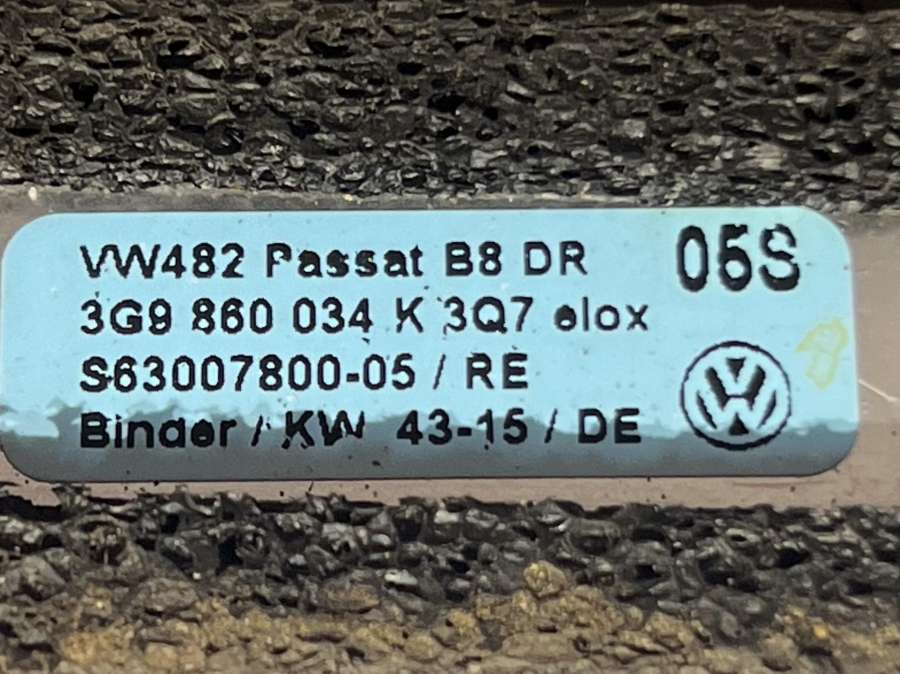 VW482 Passat B8 DR
05S
3G9 860 034 K 3Q7 elox
S63007800-05 / RE
Binder / KW 43-15 / DE